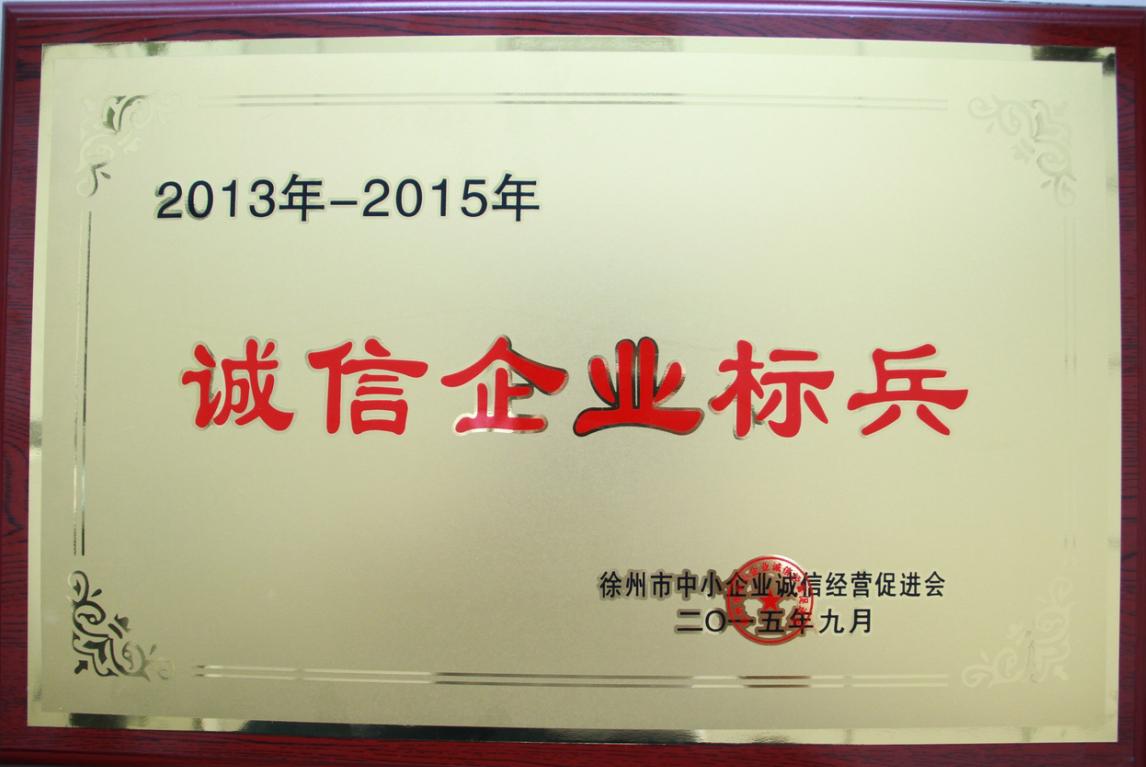 2013年-2015年
诚信企业标兵
徐州市中小企业诚信经营促进会
二〇一五年九月